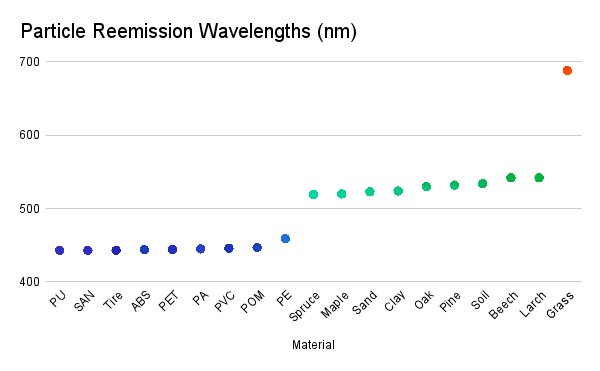 Particle Reemission Wavelengths (nm)
700
600
500
400
PU
SAN
Tire
ABS
PET
PA
PVC
POM
PE
Spruce
Maple
Sand
Clay
Oak
Pine
Soil
Beech
Larch
Grass
Material